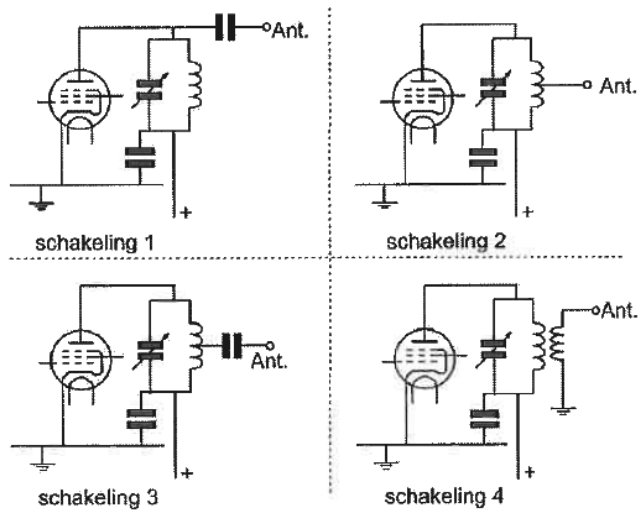 Ant.
+
schakeling 1
Ant.
+
schakeling 2
Ant.
+
schakeling 3
Ant.
+
schakeling 4